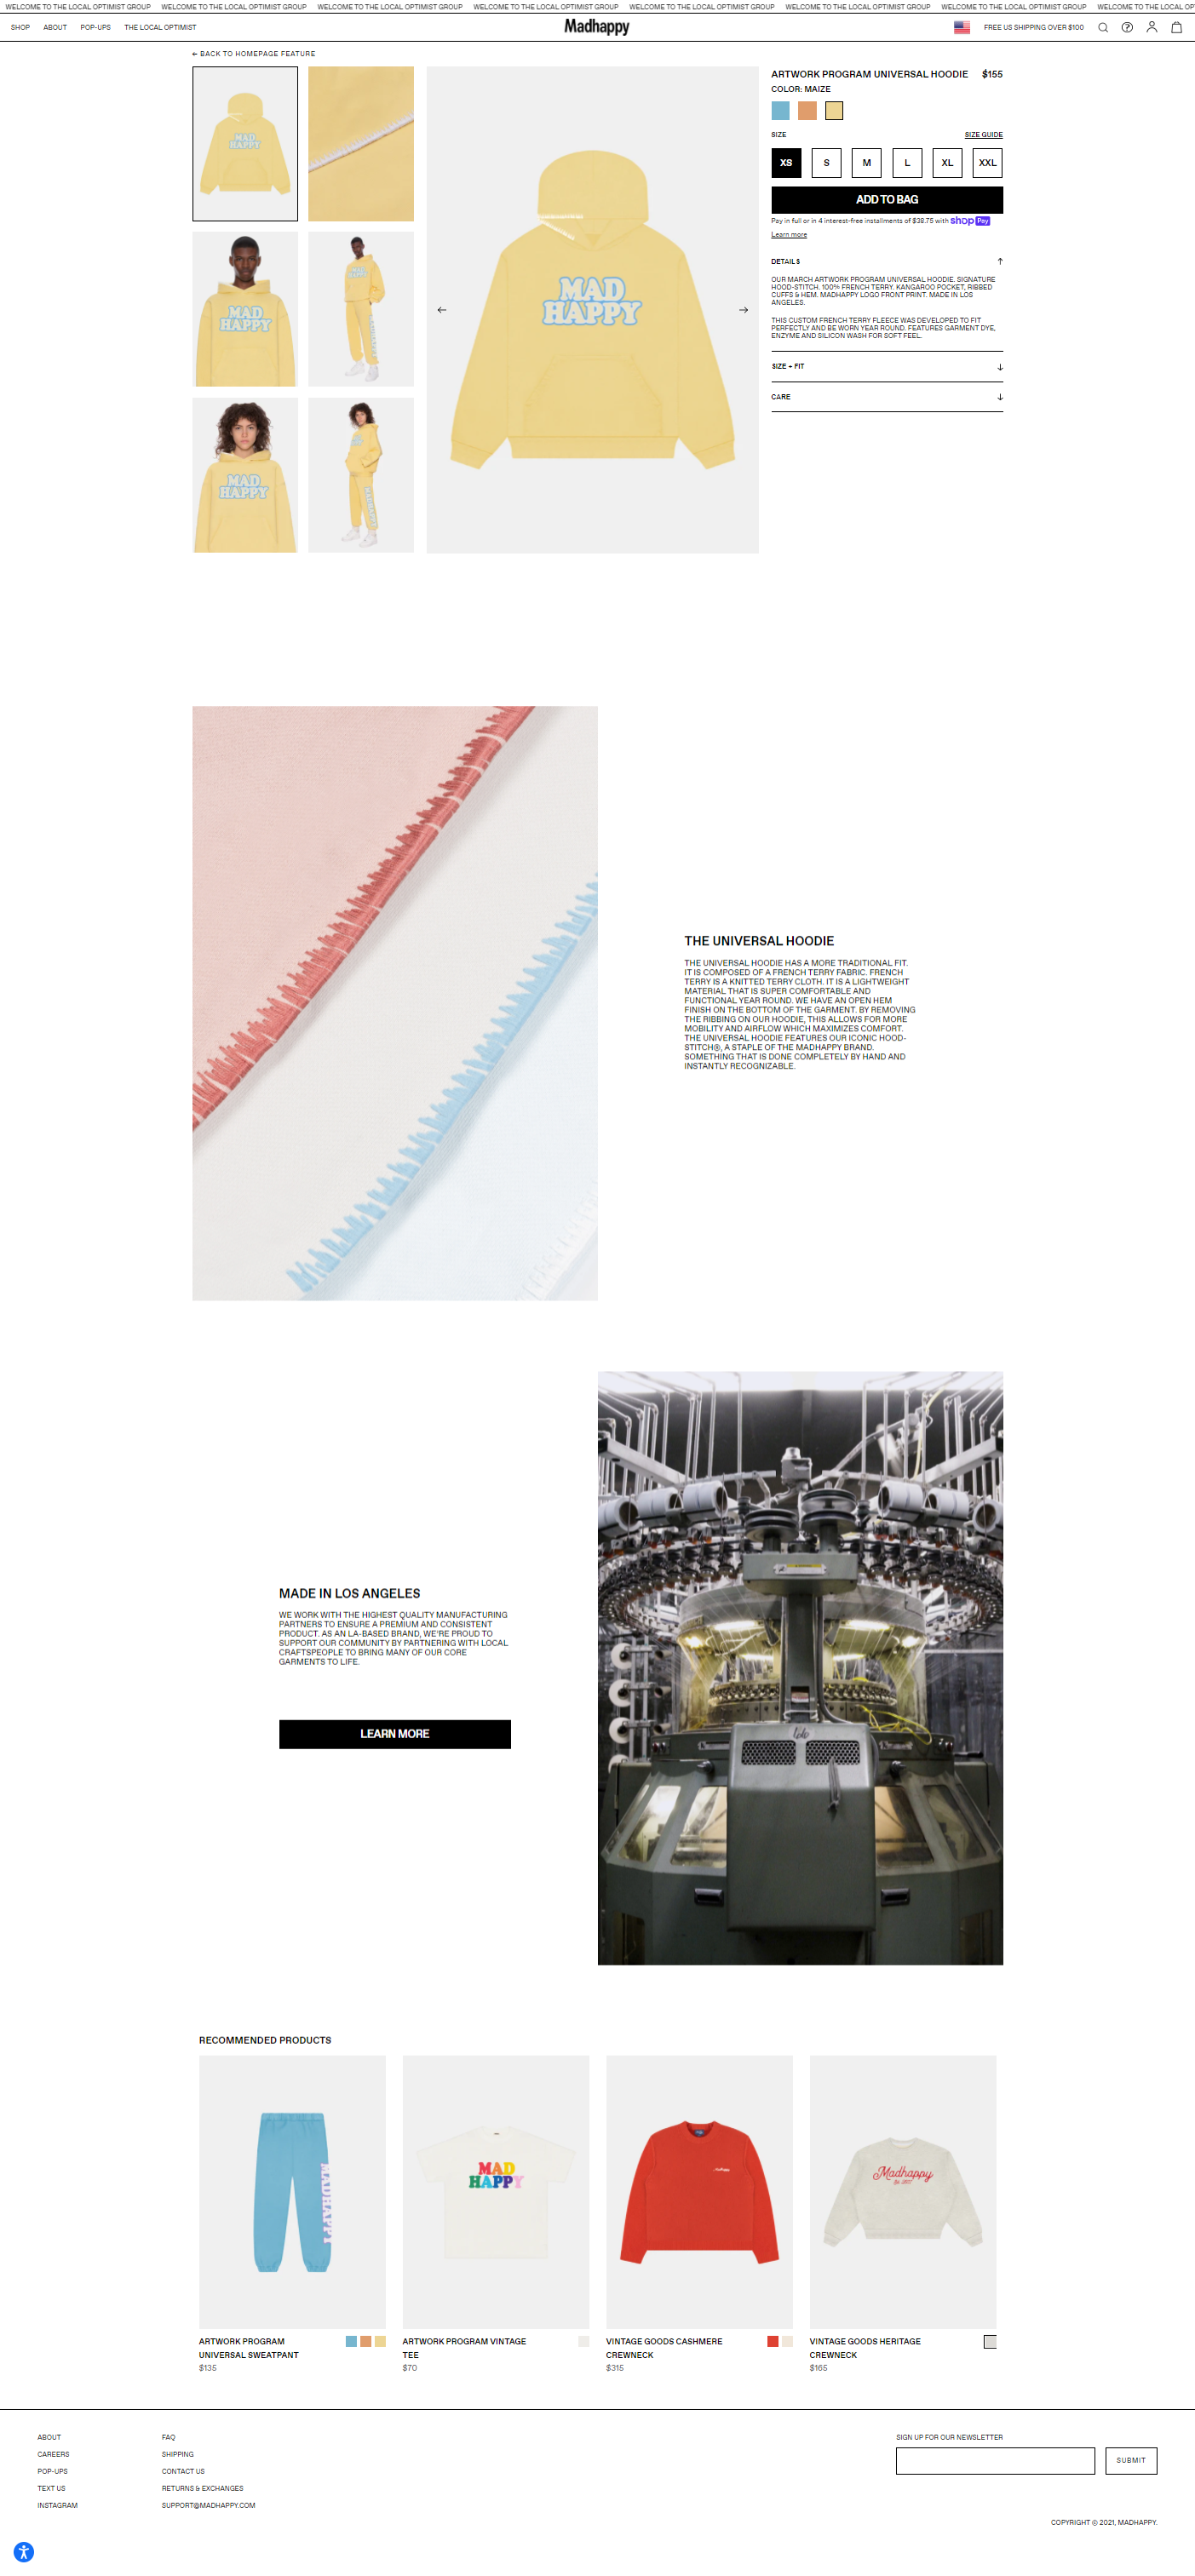 WELCOME TO THE LOCAL OPTIMIST GROUP WELCOME TO THE LOCAL OPTIMIST GROUP WELCOME TO THE LOCAL OPTIMIST GROUP WELCOME TO THE LOCAL OPTIMIST GROUP WELCOME TO THE LOCAL OPTIMIST GROUP WELCOME TO THE LOCAL OPTIMIST GROUP WELCOME TO THE LOCAL OPTIMIST GROUP WELCOME TO THE LOCAL
SHOP ABOUT POP-UPS THE LOCAL OPTIMIST Madhappy FREE US SHIPPING OVER $100
← BACK TO HOMEPAGE FEATURE
MAD
HAPPY
MAD
HAPPY
MAD
HAPPY
MAD
HAPPY
MAD
HAPPY
MAD
HAPPY
ARTWORK PROGRAM UNIVERSAL HOODIE $155
COLOR: MAIZE
SIZE SIZE GUIDE
XS S M L XL XXL
ADD TO BAG
Pay in full or in 4 interest-free installments of $38.75 with shop Pay
Learn more
DETAILS ↑
OUR MARCH ARTWORK PROGRAM UNIVERSAL HOODIE. SIGNATURE
HOOD-STITCH. 100% FRENCH TERRY. KANGAROO POCKET, RIBBED
CUFFS & HEM. MADHAPPY LOGO FRONT PRINT. MADE IN LOS
ANGELES.
THIS CUSTOM FRENCH TERRY FLEECE WAS DEVELOPED TO FIT
PERFECTLY AND BE WORN YEAR ROUND. FEATURES GARMENT DYE,
ENZYME AND SILICON WASH FOR SOFT FEEL.
SIZE + FIT ↓
CARE ↓
THE UNIVERSAL HOODIE
THE UNIVERSAL HOODIE HAS A MORE TRADITIONAL FIT.
IT IS COMPOSED OF A FRENCH TERRY FABRIC. FRENCH
TERRY IS A KNITTED TERRY CLOTH. IT IS A LIGHTWEIGHT
MATERIAL THAT IS SUPER COMFORTABLE AND
FUNCTIONAL YEAR ROUND. WE HAVE AN OPEN HEM
FINISH ON THE BOTTOM OF THE GARMENT. BY REMOVING
THE RIBBING ON OUR HOODIE, THIS ALLOWS FOR MORE
MOBILITY AND AIRFLOW WHICH MAXIMIZES COMFORT.
THE UNIVERSAL HOODIE FEATURES OUR ICONIC HOOD-
STITCH®, A STAPLE OF THE MADHAPPY BRAND.
SOMETHING THAT IS DONE COMPLETELY BY HAND AND
INSTANTLY RECOGNIZABLE.
MADE IN LOS ANGELES
WE WORK WITH THE HIGHEST QUALITY MANUFACTURING
PARTNERS TO ENSURE A PREMIUM AND CONSISTENT
PRODUCT. AS AN LA-BASED BRAND, WE'RE PROUD TO
SUPPORT OUR COMMUNITY BY PARTNERING WITH LOCAL
CRAFTSPEOPLE TO BRING MANY OF OUR CORE
GARMENTS TO LIFE.
LEARN MORE
RECOMMENDED PRODUCTS
MADHAPPY
MAD
HAPPY
Madhappy
ARTWORK PROGRAM
UNIVERSAL SWEATPANT
$135
ARTWORK PROGRAM VINTAGE
TEE
$70
VINTAGE GOODS CASHMERE
CREWNECK
$315
VINTAGE GOODS HERITAGE
CREWNECK
$165
ABOUT
CAREERS
POP-UPS
TEXT US
INSTAGRAM
FAQ
SHIPPING
CONTACT US
RETURNS & EXCHANGES
SUPPORT@MADHAPPY.COM
SIGN UP FOR OUR NEWSLETTER
SUBMIT
COPYRIGHT © 2021, MADHAPPY.